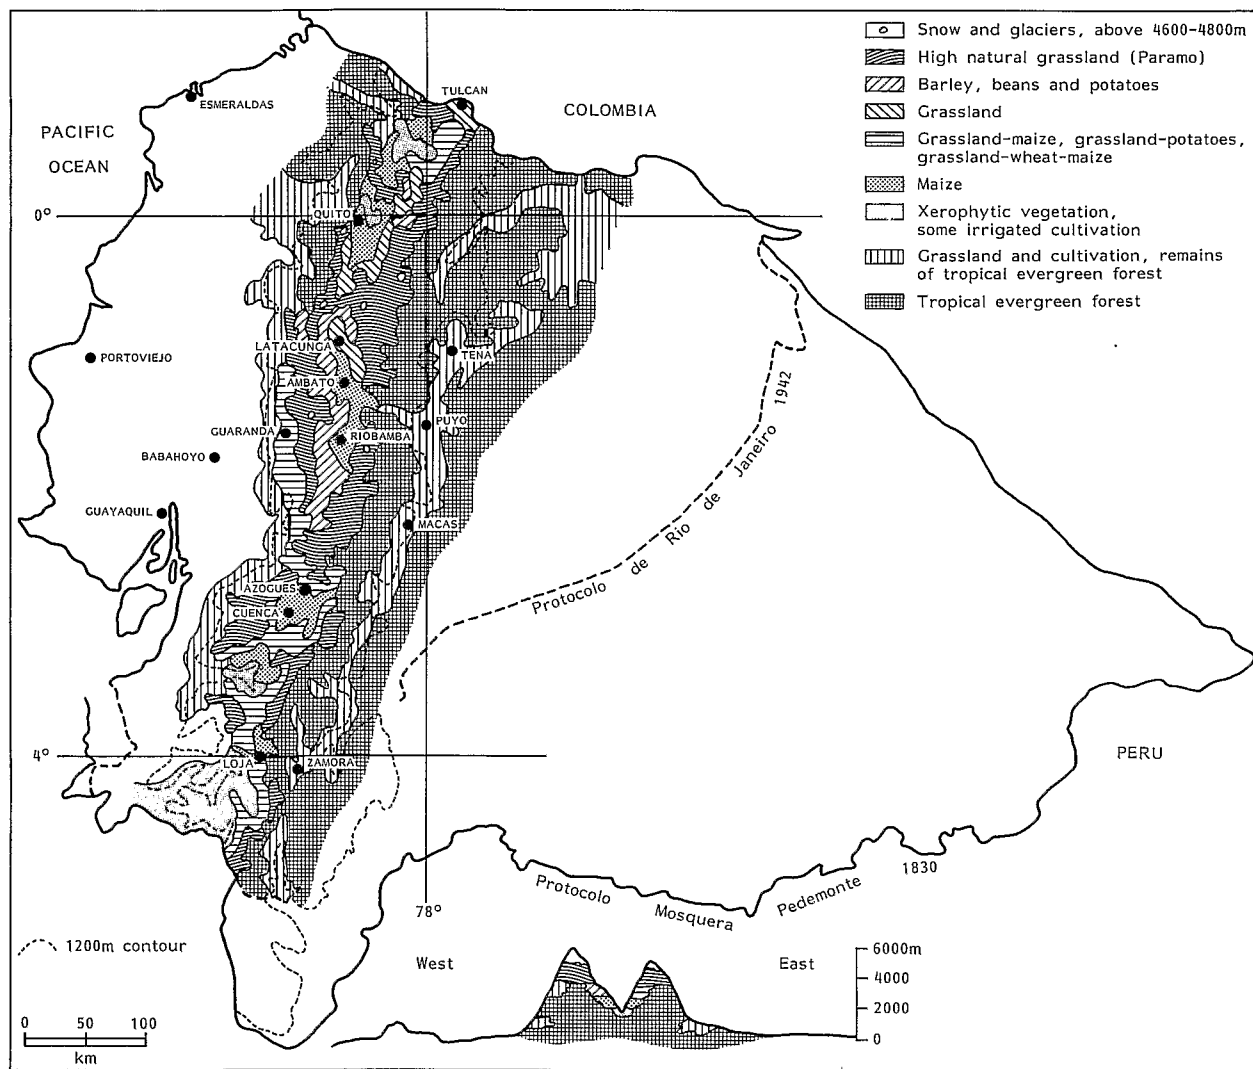 Snow and glaciers, above 4600-4800m
High natural grassland (Paramo)
Barley, beans and potatoes
Grassland
Grassland-maize, grassland-potatoes,
grassland-wheat-maize
Maize
Xerophytic vegetation,
some irrigated cultivation
Grassland and cultivation, remains
of tropical evergreen forest
Tropical evergreen forest
PACIFIC
OCEAN
COLOMBIA
PERU
ESMERALDAS
TULCAN
0°
QUITO
LATACUNGA
PORTOVIEJO
TENA
AMBATO
GUARANDA
RIOBAMBA
PUYO
BABAHOYO
GUAYAQUIL
MACAS
AZOGUES
CUENCA
4°
LOJA
ZAMORA
78°
Protocolo de Rio de Janeiro 1942
Protocolo Mosquera Pedemonte 1830
1200m contour
0 50 100
km
West
East
6000m
4000
2000
0